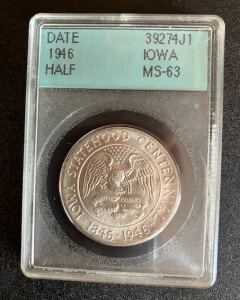 DATE 39274J1
1946 IOWA
HALF MS-63
IOWA STATEHOOD CENTENNIAL
1846 · 1946